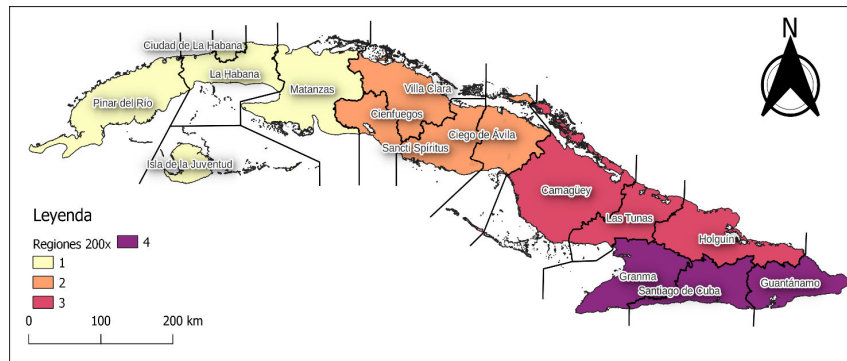 N
Ciudad de La Habana
La Habana
Matanzas
Pinar del Río
Villa Clara
Cienfuegos
Ciego de Ávila
Sancti Spíritus
Isla de la Juventud
Camagüey
Las Tunas
Holguín
Granma
Santiago de Cuba
Guantánamo
Leyenda
Regiones 200x
4
1
2
3
0
100
200 km